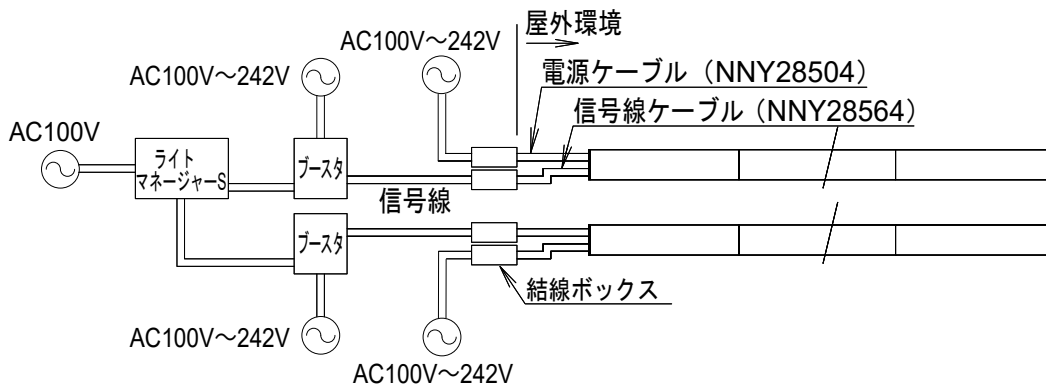 屋外環境
AC100V～242V
AC100V～242V
電源ケーブル（NNY28504）
信号線ケーブル（NNY28564）
AC100V
ライト
マネージャーS
ブースタ
信号線
ブースタ
結線ボックス
AC100V～242V
AC100V～242V